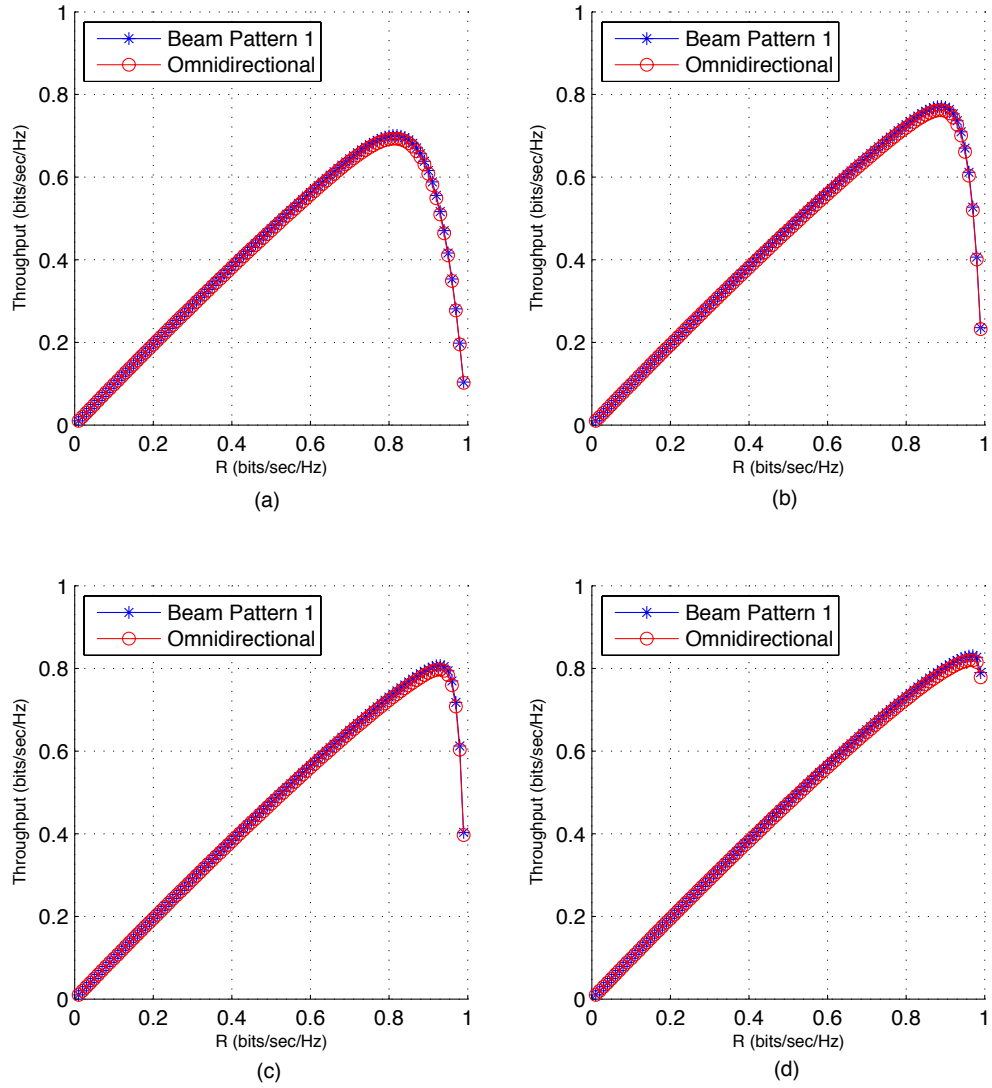 1
0.8
0.6
0.4
0.2
0
0
0.2
0.4
0.6
0.8
1
Throughput (bits/sec/Hz)
R (bits/sec/Hz)
Beam Pattern 1
Omnidirectional
(a)
1
0.8
0.6
0.4
0.2
0
0
0.2
0.4
0.6
0.8
1
Throughput (bits/sec/Hz)
R (bits/sec/Hz)
Beam Pattern 1
Omnidirectional
(b)
1
0.8
0.6
0.4
0.2
0
0
0.2
0.4
0.6
0.8
1
Throughput (bits/sec/Hz)
R (bits/sec/Hz)
Beam Pattern 1
Omnidirectional
(c)
1
0.8
0.6
0.4
0.2
0
0
0.2
0.4
0.6
0.8
1
Throughput (bits/sec/Hz)
R (bits/sec/Hz)
Beam Pattern 1
Omnidirectional
(d)